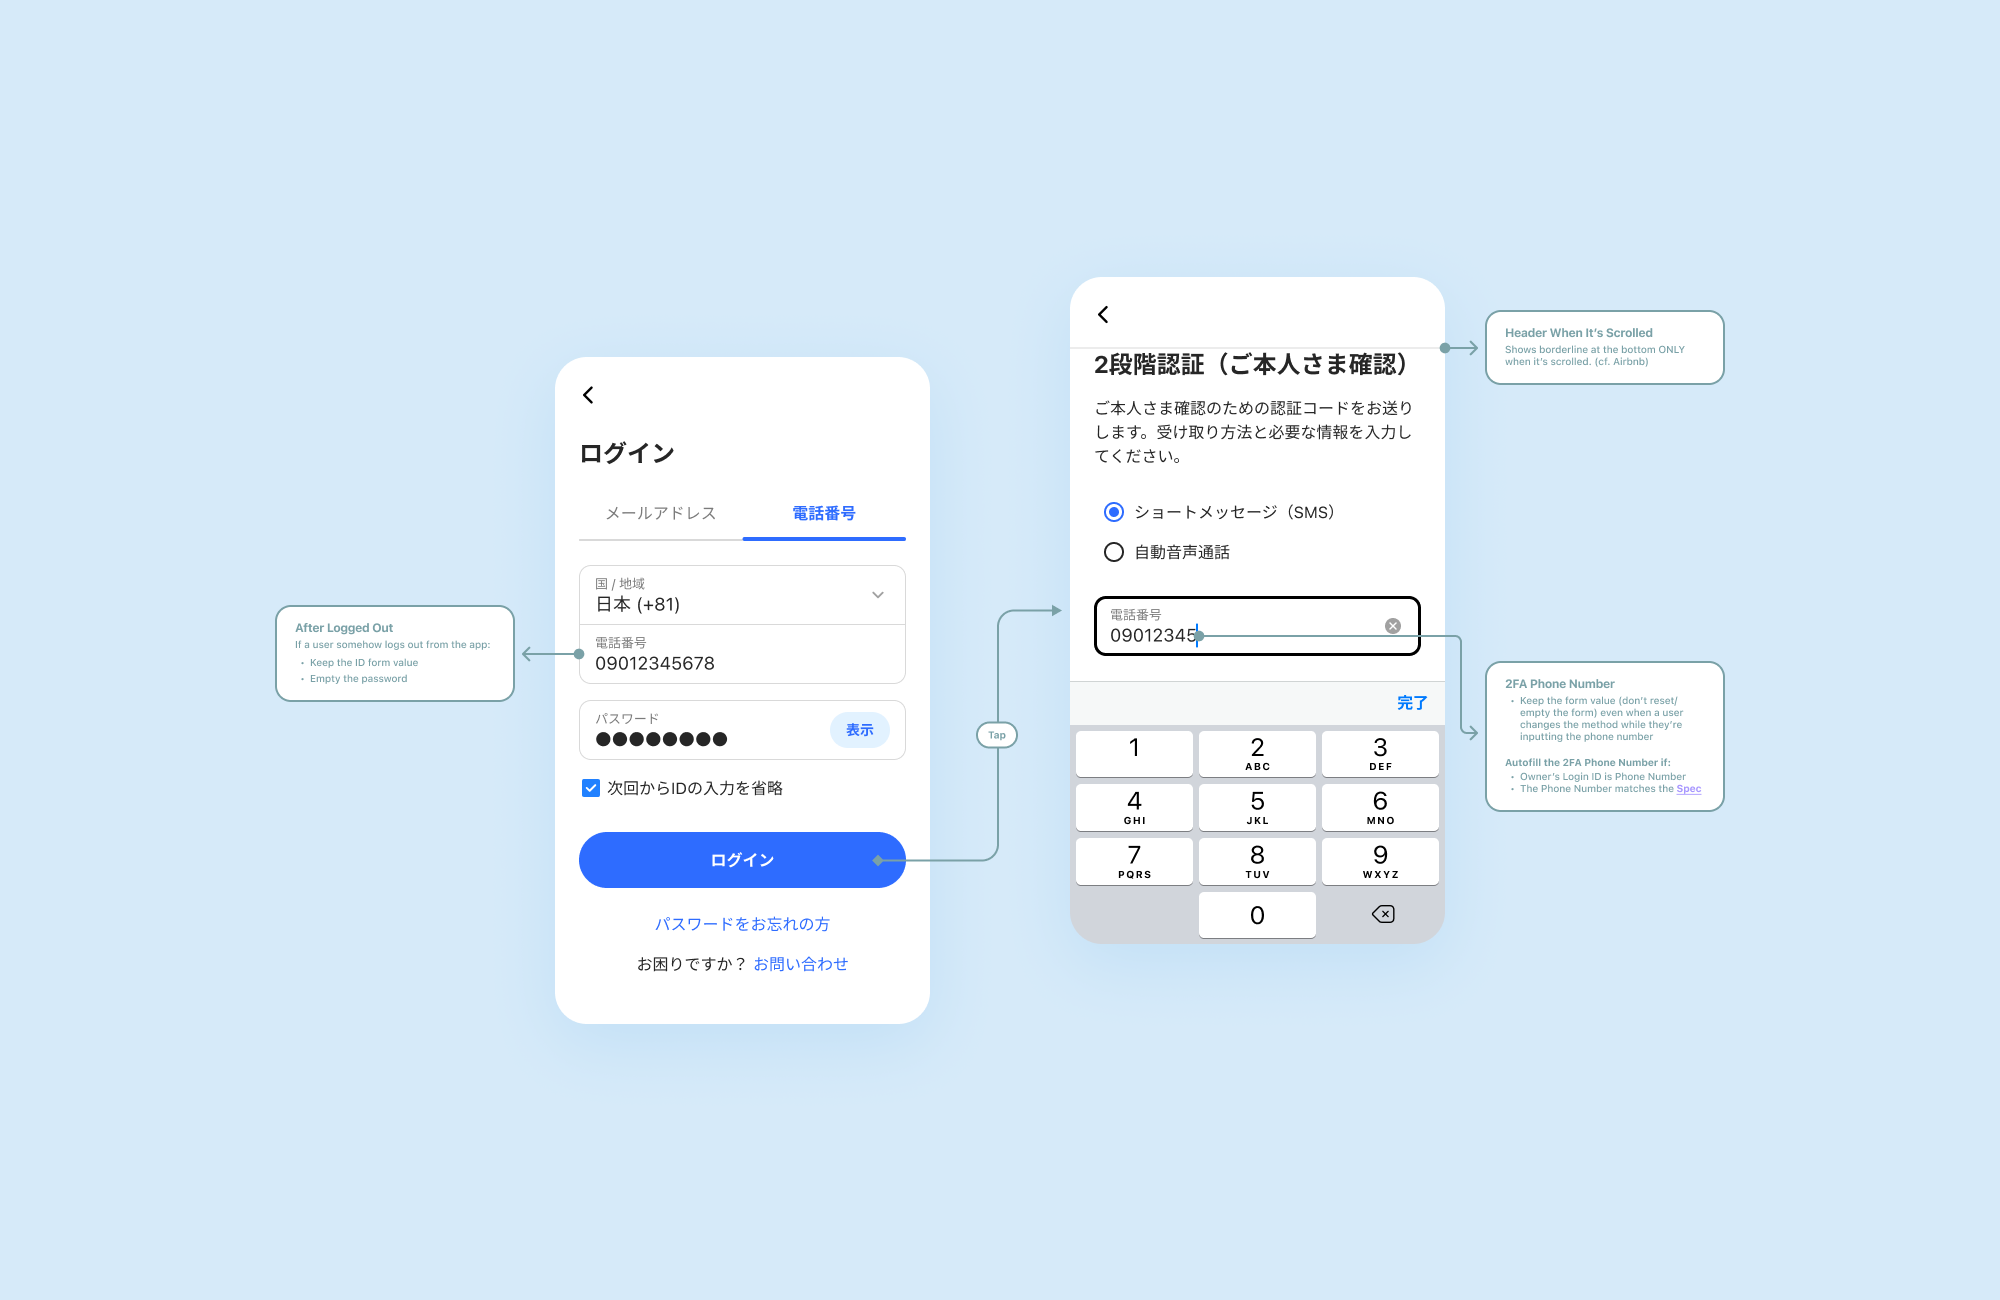 After Logged Out
If a user somehow logs out from the app:
• Keep the ID form value
• Empty the password
ログイン
メールアドレス
電話番号
国 / 地域
日本 (+81)
電話番号
09012345678
パスワード
●●●●●●●●
表示
次回からIDの入力を省略
ログイン
パスワードをお忘れの方
お困りですか？ お問い合わせ
Tap
2段階認証（ご本人さま確認）
ご本人さま確認のための認証コードをお送り
します。受け取り方法と必要な情報を入力し
てください。
ショートメッセージ（SMS）
自動音声通話
電話番号
09012345
完了
1
2
ABC
3
DEF
4
GHI
5
JKL
6
MNO
7
PQRS
8
TUV
9
WXYZ
0
Header When It’s Scrolled
Shows borderline at the bottom ONLY
when it’s scrolled. (cf. Airbnb)
2FA Phone Number
• Keep the form value (don’t reset/
empty the form) even when a user
changes the method while they’re
inputting the phone number
Autofill the 2FA Phone Number if:
• Owner’s Login ID is Phone Number
• The Phone Number matches the Spec